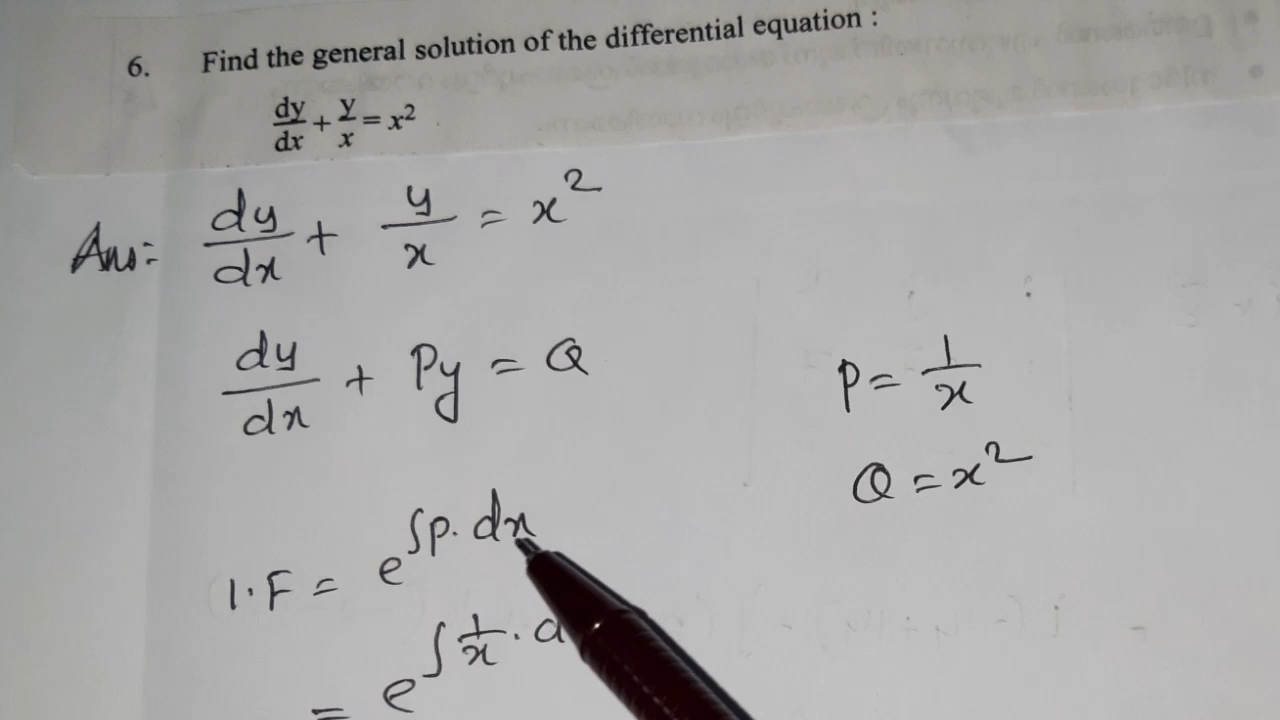 6. Find the general solution of the differential equation :
dy/dx + y/x = x²
Ans: dy/dx + y/x = x²
dy/dx + Py = Q
P = 1/x
Q = x²
I.F = e^∫P. dx
= e^∫1/x . d